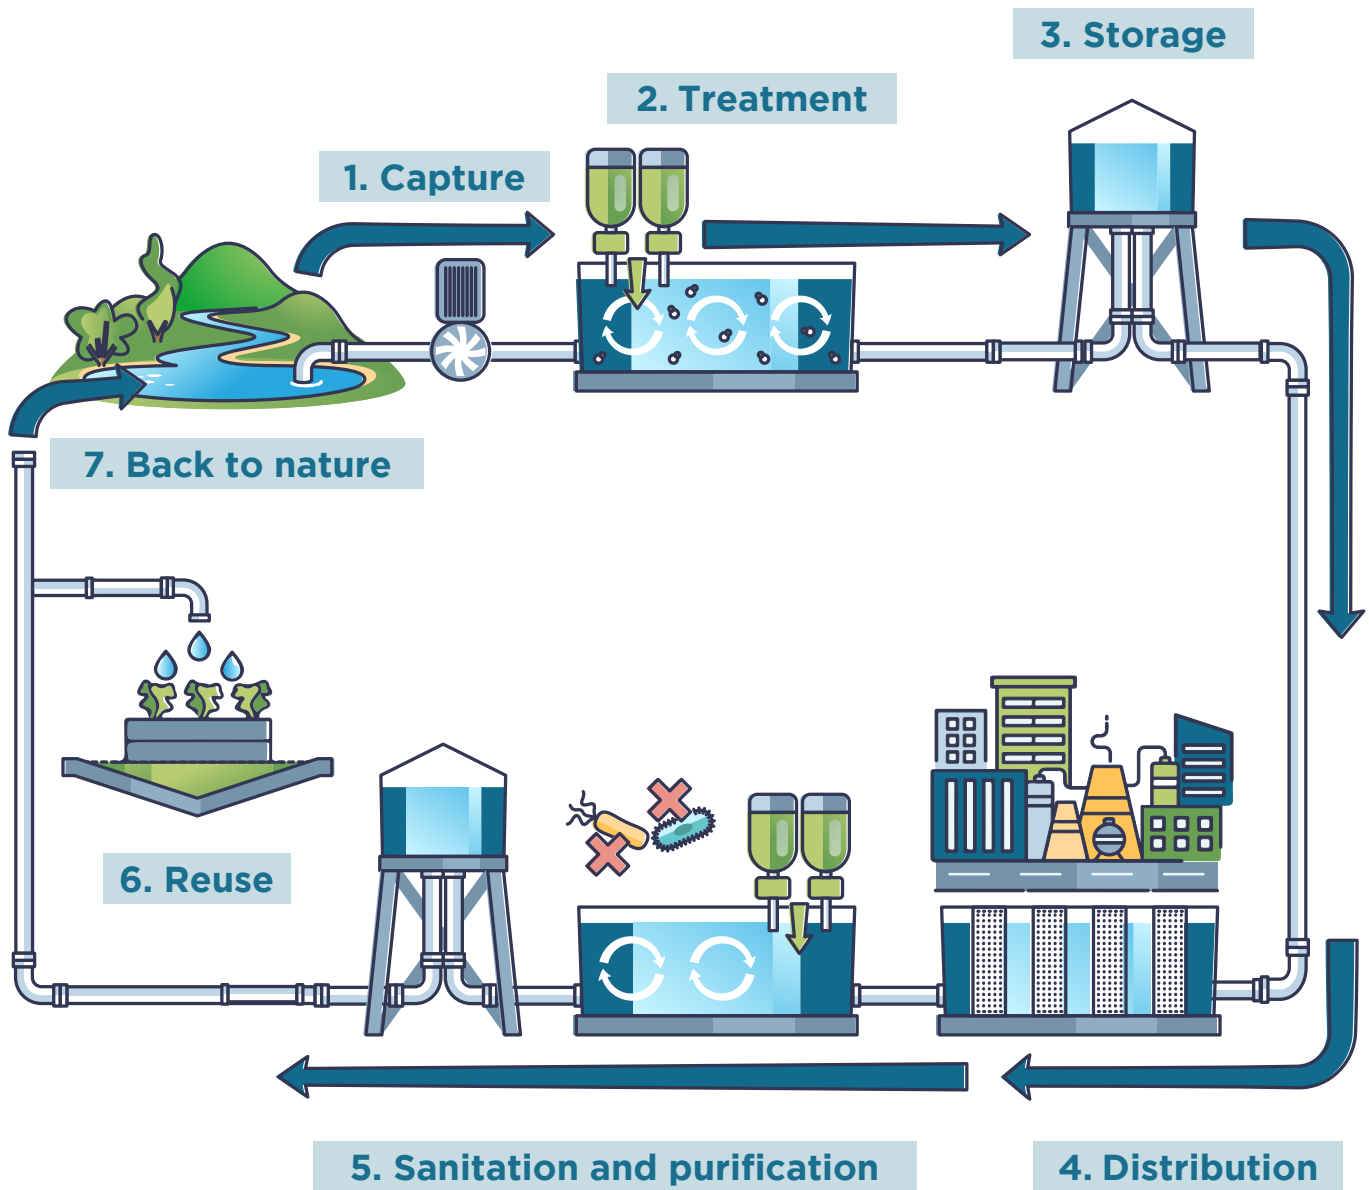 1. Capture
2. Treatment
3. Storage
4. Distribution
5. Sanitation and purification
6. Reuse
7. Back to nature